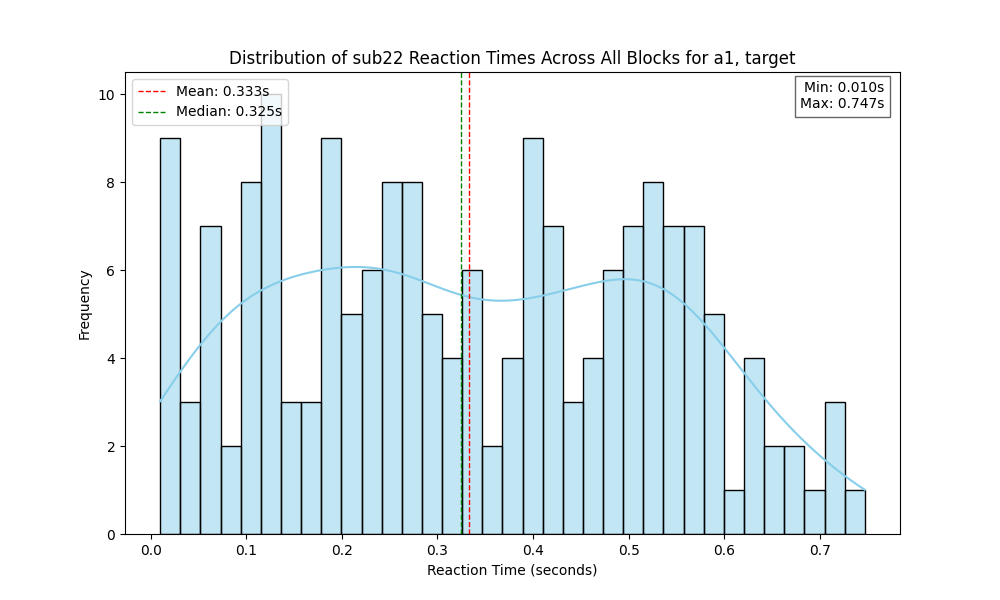 Distribution of sub22 Reaction Times Across All Blocks for a1, target
Mean: 0.333s
Median: 0.325s
Min: 0.010s
Max: 0.747s
Frequency
10
8
6
4
2
0
0.0 0.1 0.2 0.3 0.4 0.5 0.6 0.7
Reaction Time (seconds)